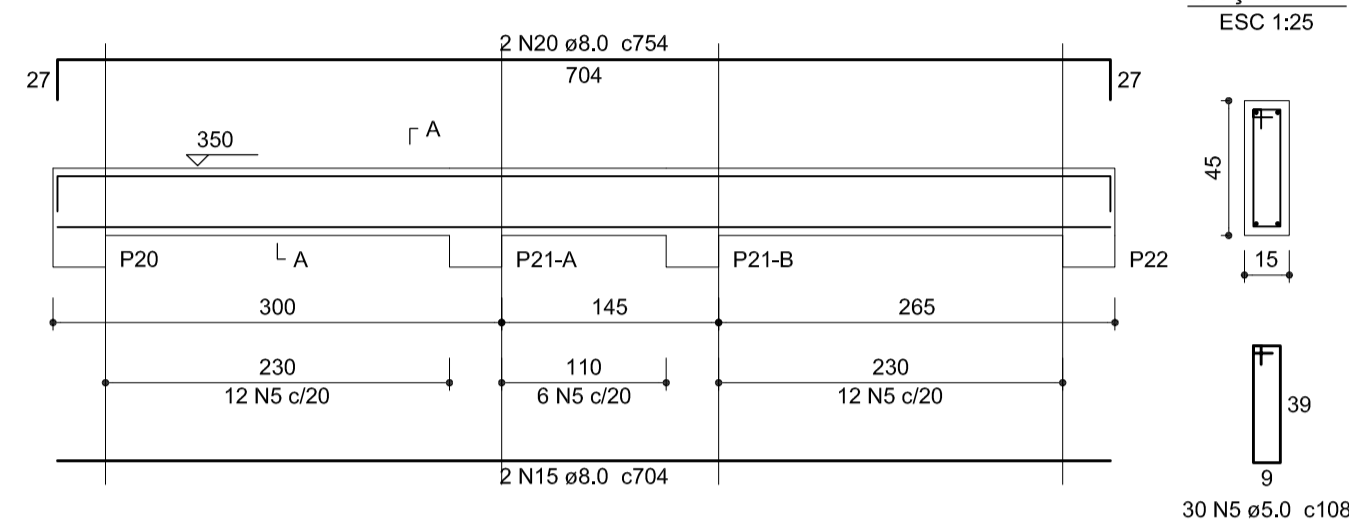 ESC 1:25
2 N20 ø8.0 c754
27
704
27
350
A
45
15
P20
A
P21-A
P21-B
P22
300
145
265
230
110
230
12 N5 c/20
6 N5 c/20
12 N5 c/20
39
9
2 N15 ø8.0 c704
30 N5 ø5.0 c108